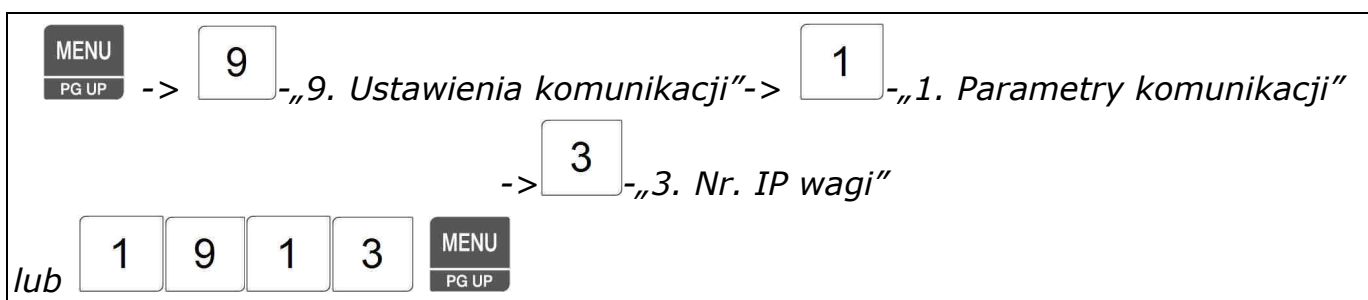 MENU PG UP -> 9 -„9. Ustawienia komunikacji”-> 1 -„1. Parametry komunikacji”
-> 3 -„3. Nr. IP wagi”
lub 1 9 1 3 MENU PG UP